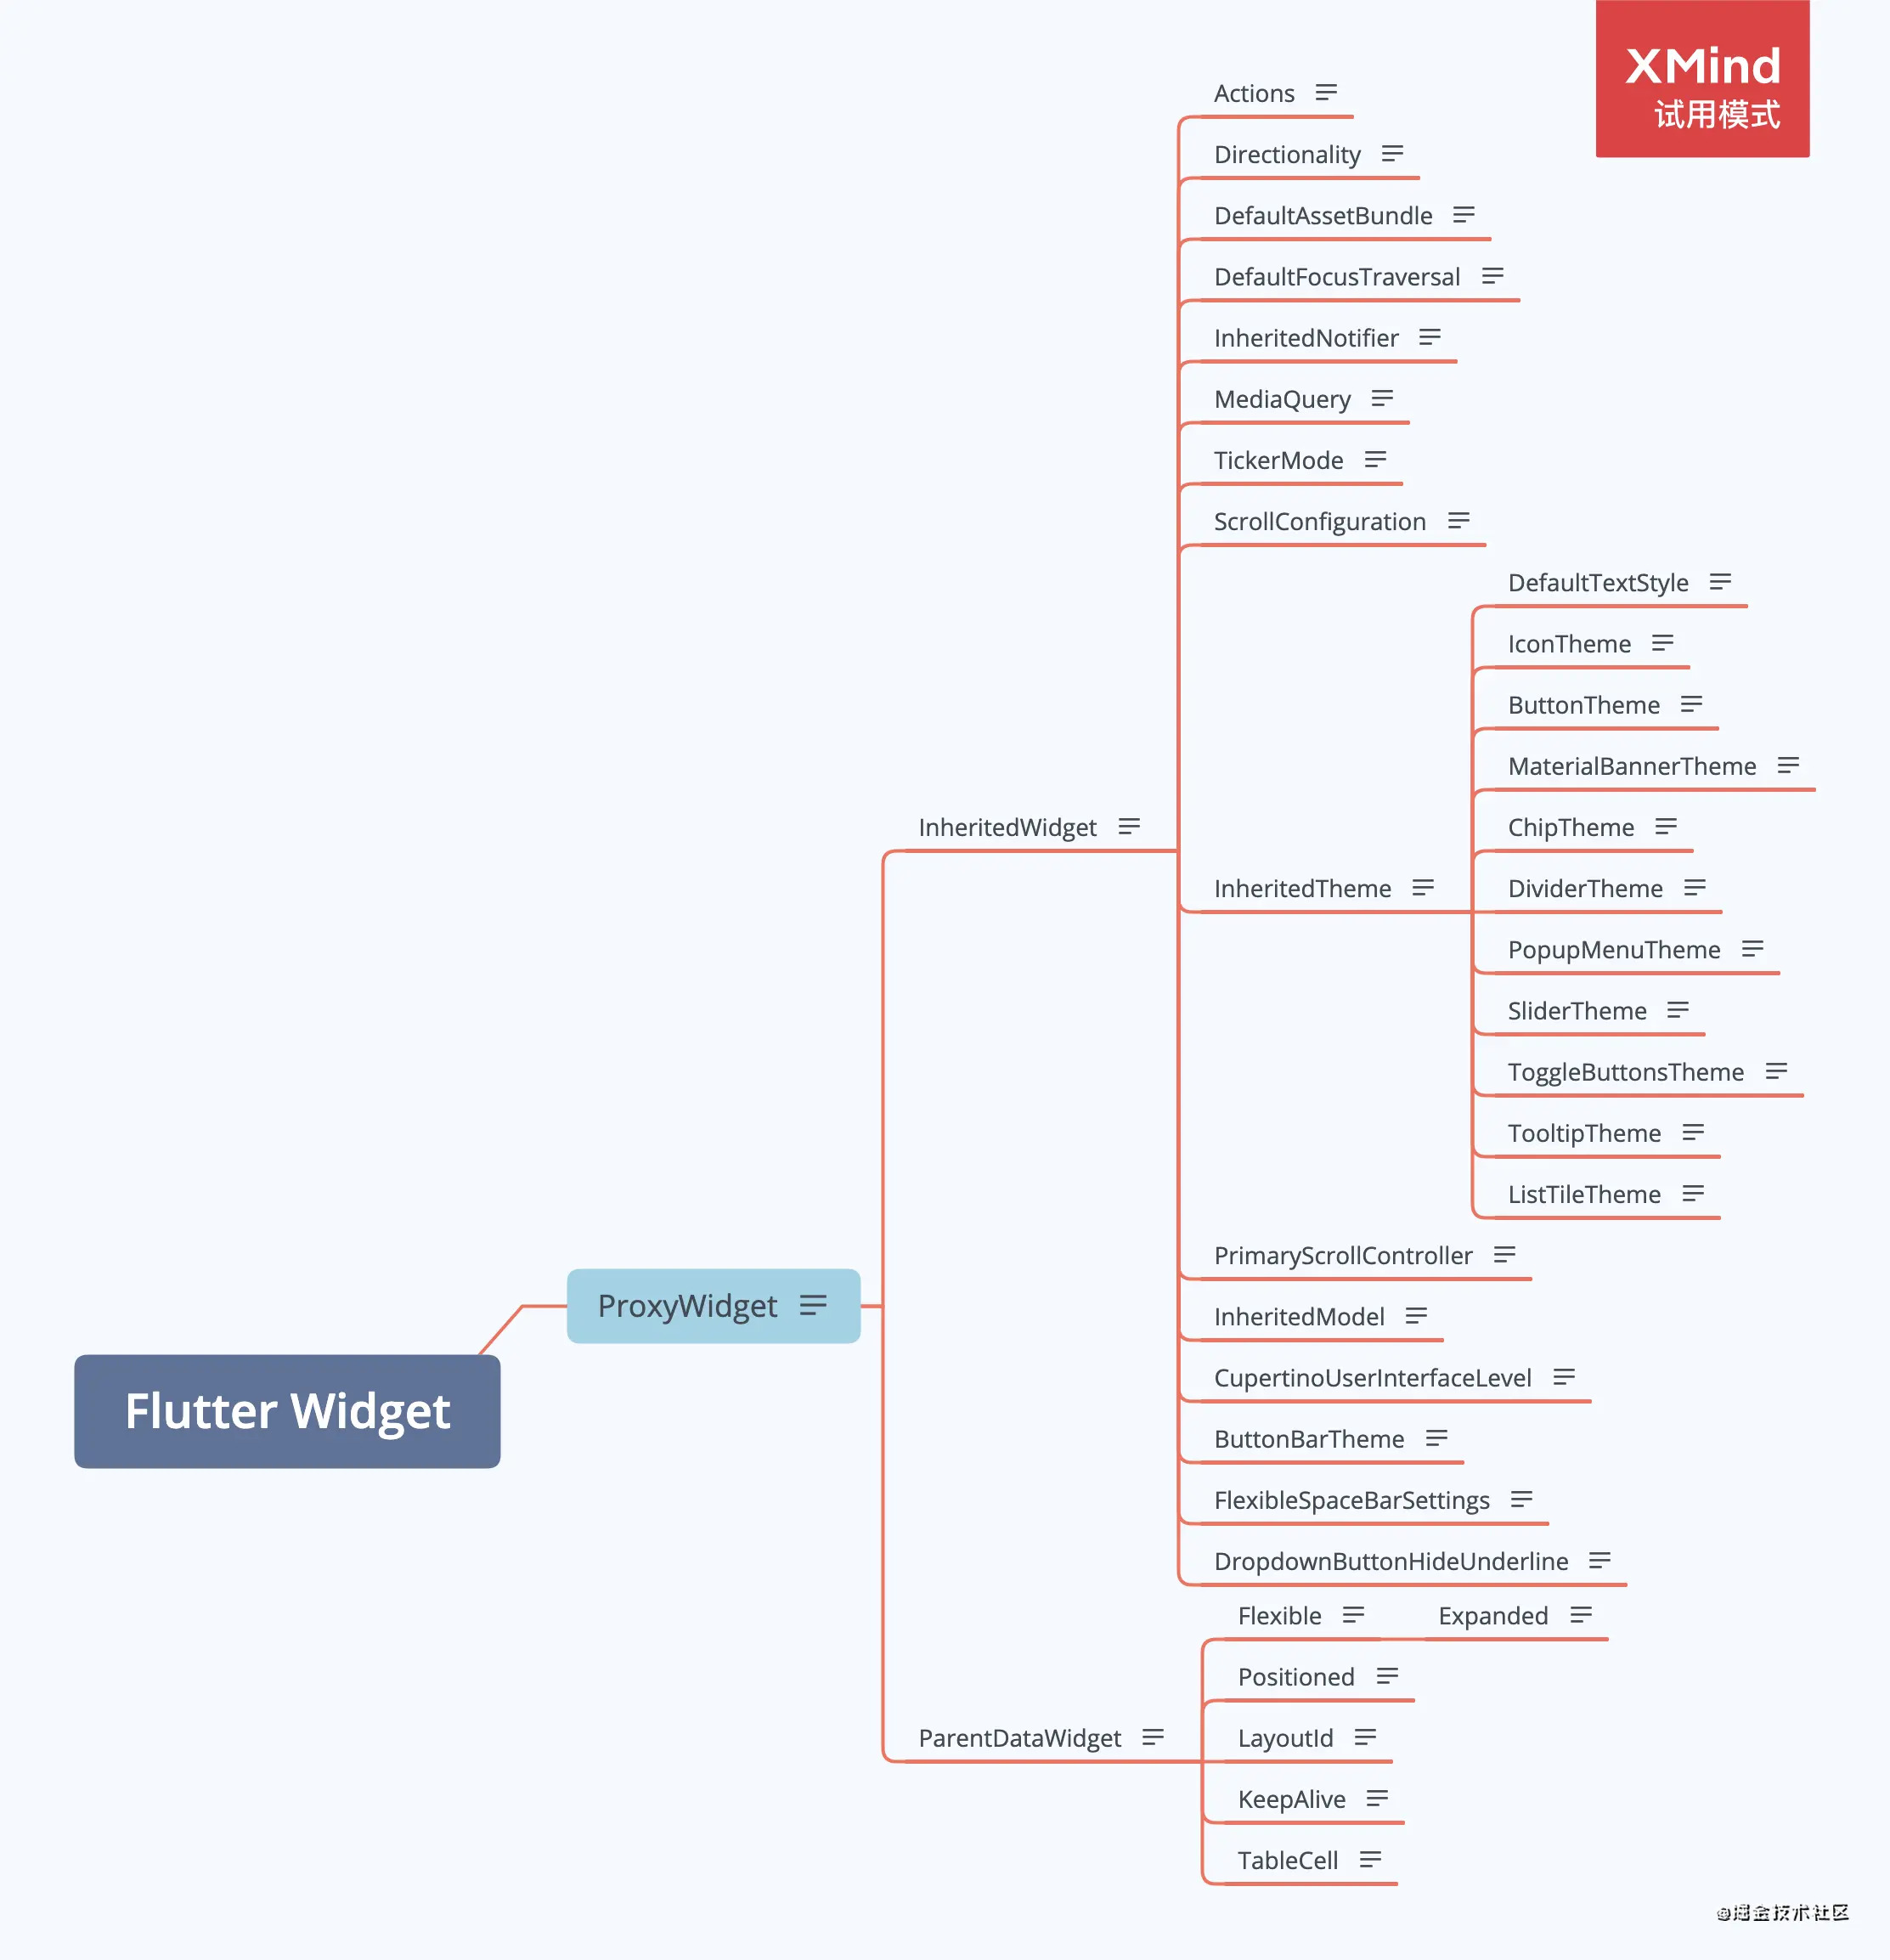 XMind
试用模式
Actions
Directionality
DefaultAssetBundle
DefaultFocusTraversal
InheritedNotifier
MediaQuery
TickerMode
ScrollConfiguration
DefaultTextStyle
IconTheme
ButtonTheme
MaterialBannerTheme
InheritedWidget
ChipTheme
InheritedTheme
DividerTheme
PopupMenuTheme
SliderTheme
ToggleButtonsTheme
TooltipTheme
ListTileTheme
PrimaryScrollController
ProxyWidget
InheritedModel
CupertinoUserInterfaceLevel
Flutter Widget
ButtonBarTheme
FlexibleSpaceBarSettings
DropdownButtonHideUnderline
Flexible
Expanded
Positioned
ParentDataWidget
LayoutId
KeepAlive
TableCell
@掘金技术社区